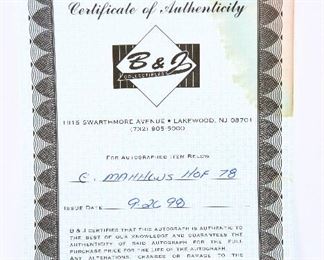 Certificate of Authenticity
B & J
COLLECTIBLES
1915 SWARTHMORE AVENUE • LAKEWOOD, NJ 08701
(732) 905-5000
FOR AUTOGRAPHED ITEM BELOW
E. MATHEWS HOF 78
ISSUE DATE 9.26.98
B & J CERTIFIES THAT THIS AUTOGRAPH IS AUTHENTIC TO
THE BEST OF OUR KNOWLEDGE AND GUARANTEES THE
AUTHENTICITY OF SAID AUTOGRAPH FOR THE FULL
PURCHASE PRICE FOR THE LIFE OF THE AUTOGRAPH.
ANY ALTERATIONS, CHANGES OR DAMAGE TO THE